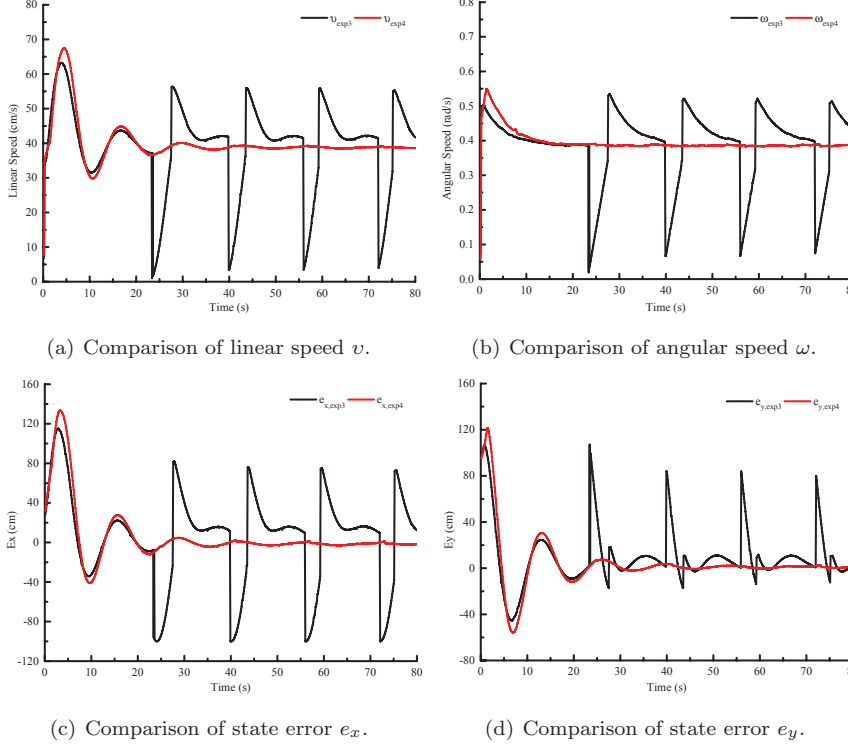 80
70
60
50
40
30
20
10
0
Linear Speed (cm/s)
υexp3 υexp4
0 10 20 30 40 50 60 70 80
Time (s)
(a) Comparison of linear speed υ.
0.8
0.7
0.6
0.5
0.4
0.3
0.2
0.1
0.0
Angular Speed (rad/s)
ωexp3 ωexp4
0 10 20 30 40 50 60 70 80
Time (s)
(b) Comparison of angular speed ω.
160
120
80
40
0
-40
-80
-120
Ex (cm)
ex,exp3 ex,exp4
0 10 20 30 40 50 60 70 80
Time (s)
(c) Comparison of state error ex.
160
120
80
40
0
-40
-80
Ey (cm)
ey,exp3 ey,exp4
0 10 20 30 40 50 60 70 80
Time (s)
(d) Comparison of state error ey.